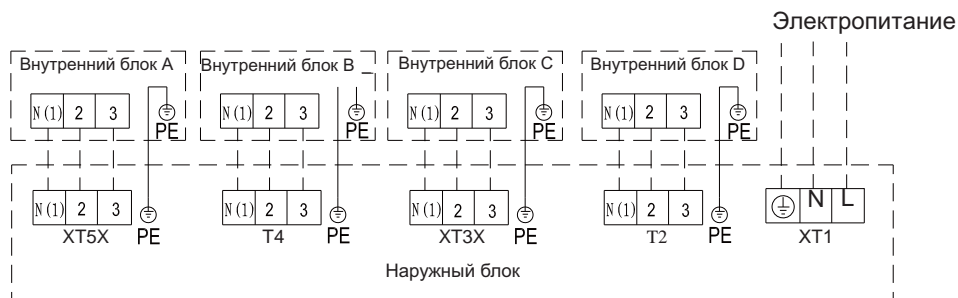 Электропитание
Внутренний блок A Внутренний блок B _ Внутренний блок C Внутренний блок D
N (1) 2 3 PE N (1) 2 3 PE N (1) 2 3 PE N (1) 2 3 PE
N (1) 2 3 N (1) 2 3 N (1) 2 3 N (1) 2 3 N L
XT5X PE T4 PE XT3X PE T2 PE XT1
Наружный блок